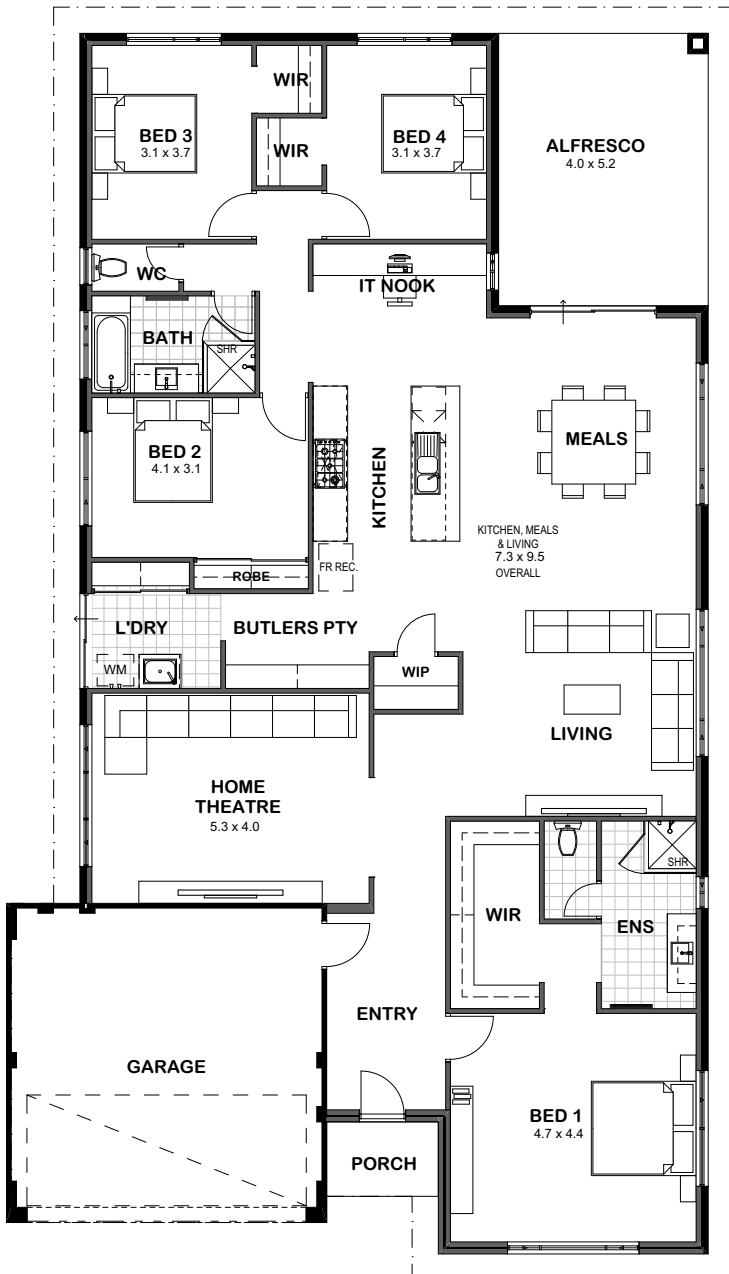 WIR
BED 3
3.1 x 3.7
BED 4
3.1 x 3.7
WIR
ALFRESCO
4.0 x 5.2
WC
IT NOOK
BATH
SHR
MEALS
BED 2
4.1 x 3.1
KITCHEN
KITCHEN, MEALS
& LIVING
7.3 x 9.5
OVERALL
FR REC.
ROBE
L'DRY
BUTLERS PTY
WM
WIP
LIVING
HOME
THEATRE
5.3 x 4.0
SHR
WIR
ENS
ENTRY
GARAGE
BED 1
4.7 x 4.4
PORCH